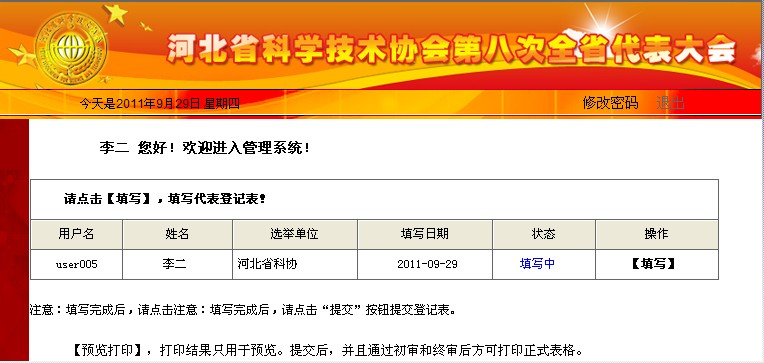 河北省科学技术协会第八次全省代表大会
今天是2011年9月29日 星期四 修改密码 退出
李二 您好！欢迎进入管理系统！
请点击【填写】，填写代表登记表！
用户名 姓名 选举单位 填写日期 状态 操作
user005 李二 河北省科协 2011-09-29 填写中 【填写】
注意：填写完成后，请点击注意：填写完成后，请点击“提交”按钮提交登记表。
【预览打印】，打印结果只用于预览。提交后，并且通过初审和终审后方可打印正式表格。